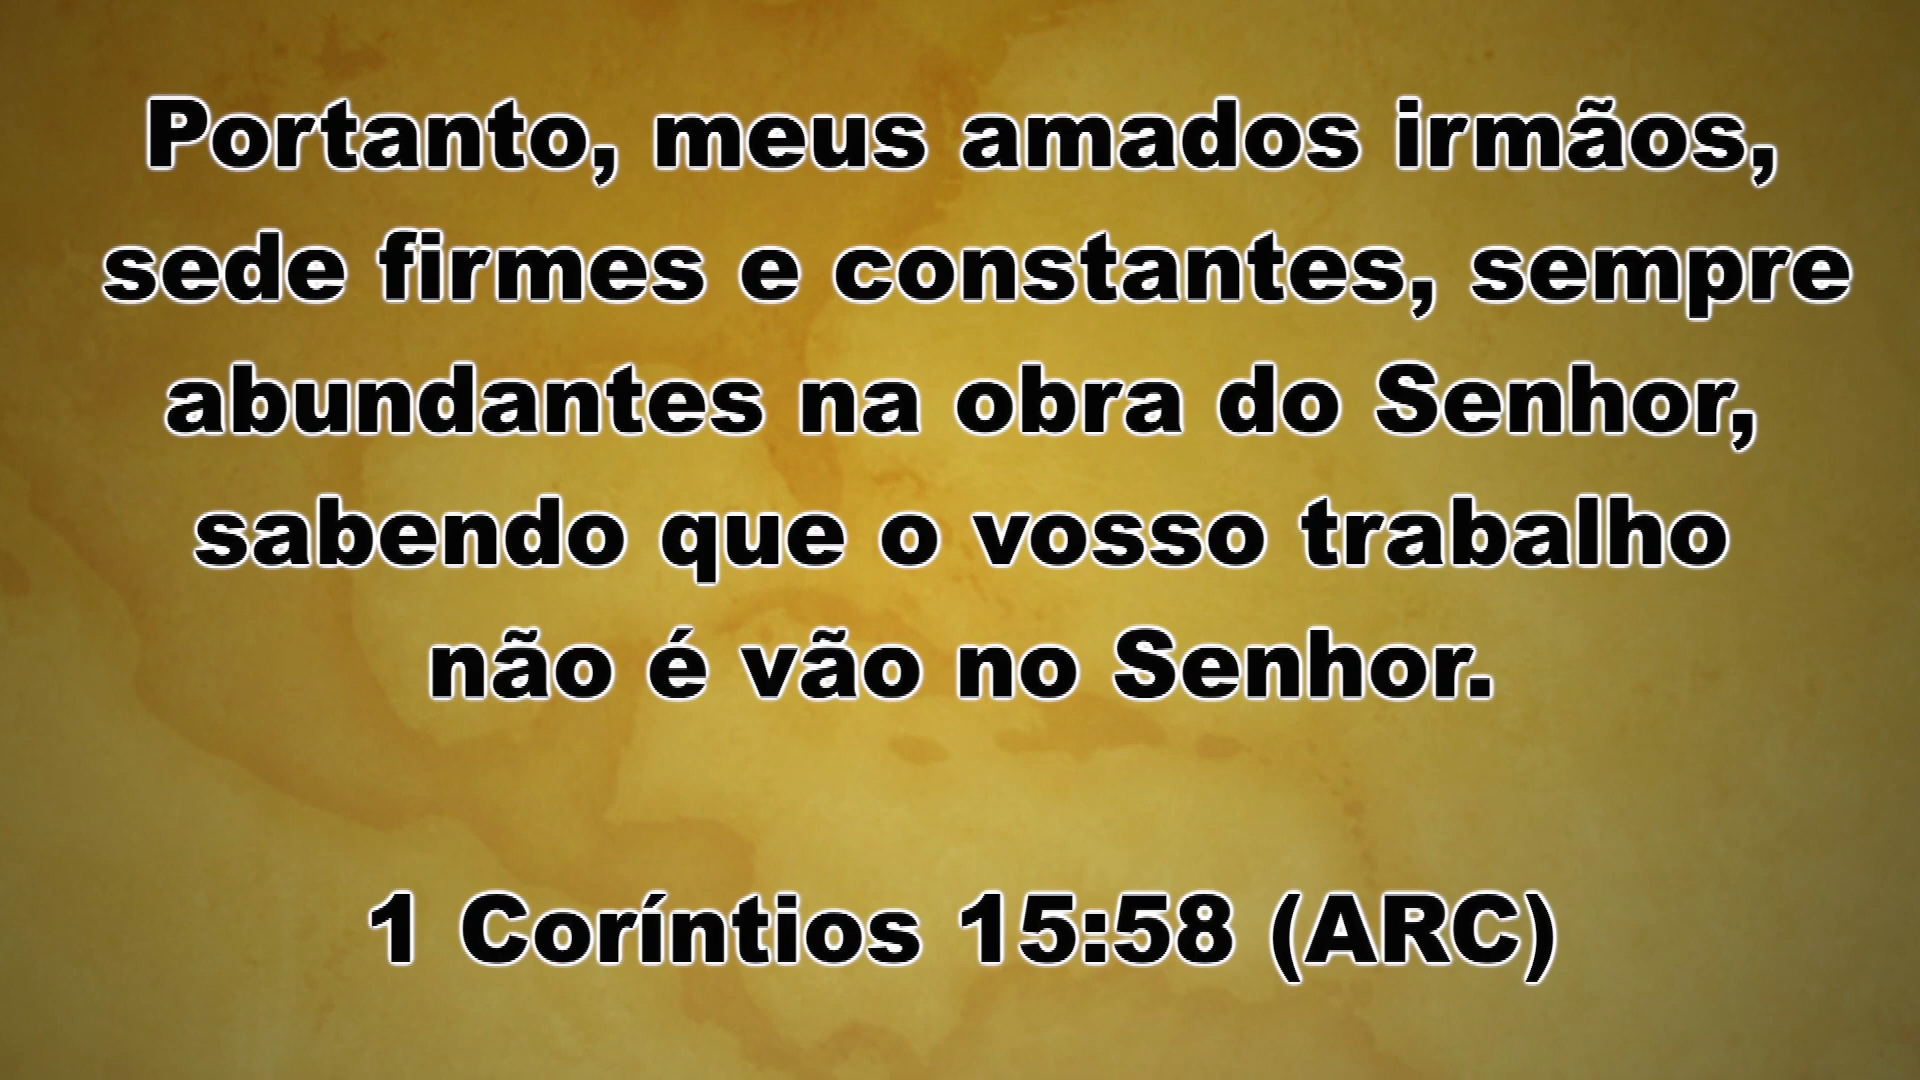 Portanto, meus amados irmãos,
sede firmes e constantes, sempre
abundantes na obra do Senhor,
sabendo que o vosso trabalho
não é vão no Senhor.
1 Coríntios 15:58 (ARC)